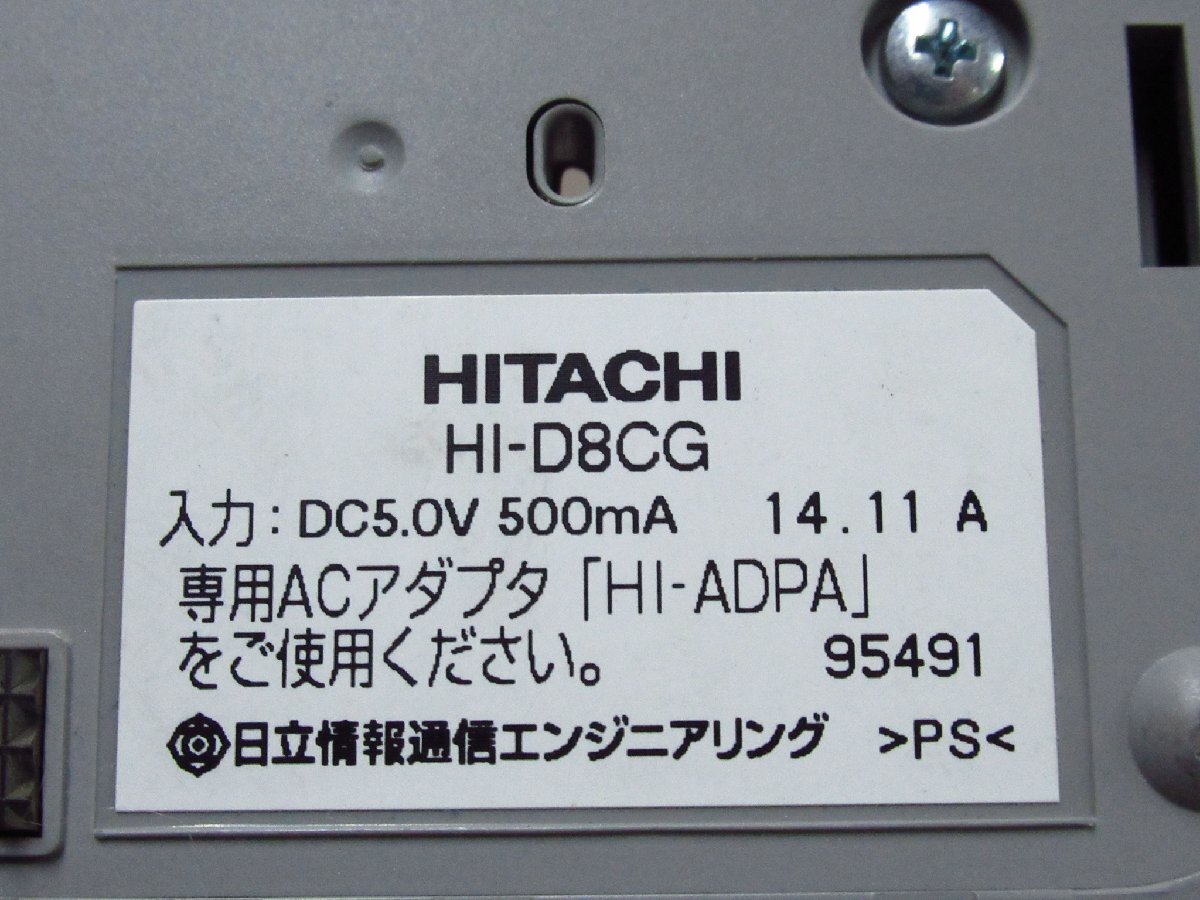 HITACHI
HI-D8CG
入力：DC5.0V 500mA 14.11 A
専用ACアダプタ「HI-ADPA」
をご使用ください。 95491
日立情報通信エンジニアリング >PS<